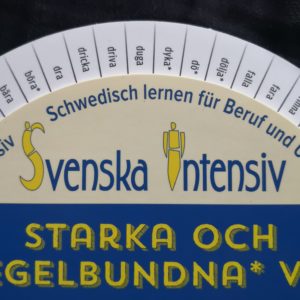 bära
böra*
dra
dricka
driva
duga
dyka*
dö*
dölja*
falla
fara
Schwedisch lernen für Beruf und
Svenska Intensiv
STARKA OCH
EGELBUNDNA* V